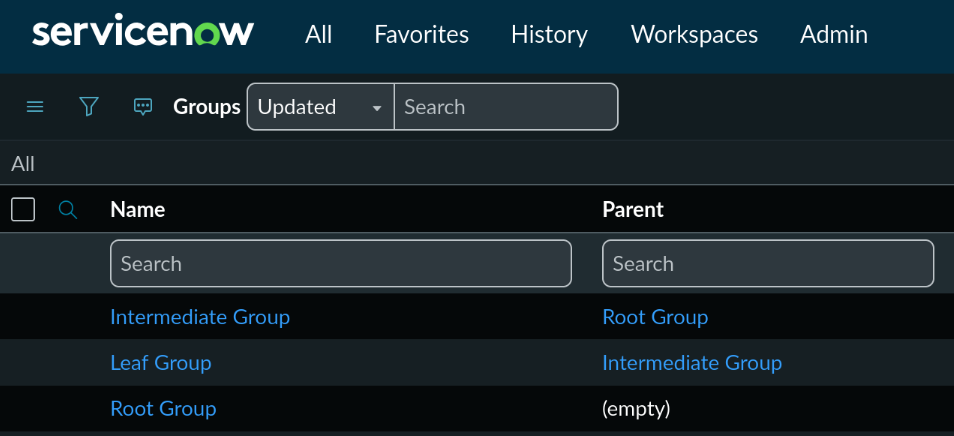 servicenow All Favorites History Workspaces Admin
Groups Updated Search
All
Name Parent
Search Search
Intermediate Group Root Group
Leaf Group Intermediate Group
Root Group (empty)